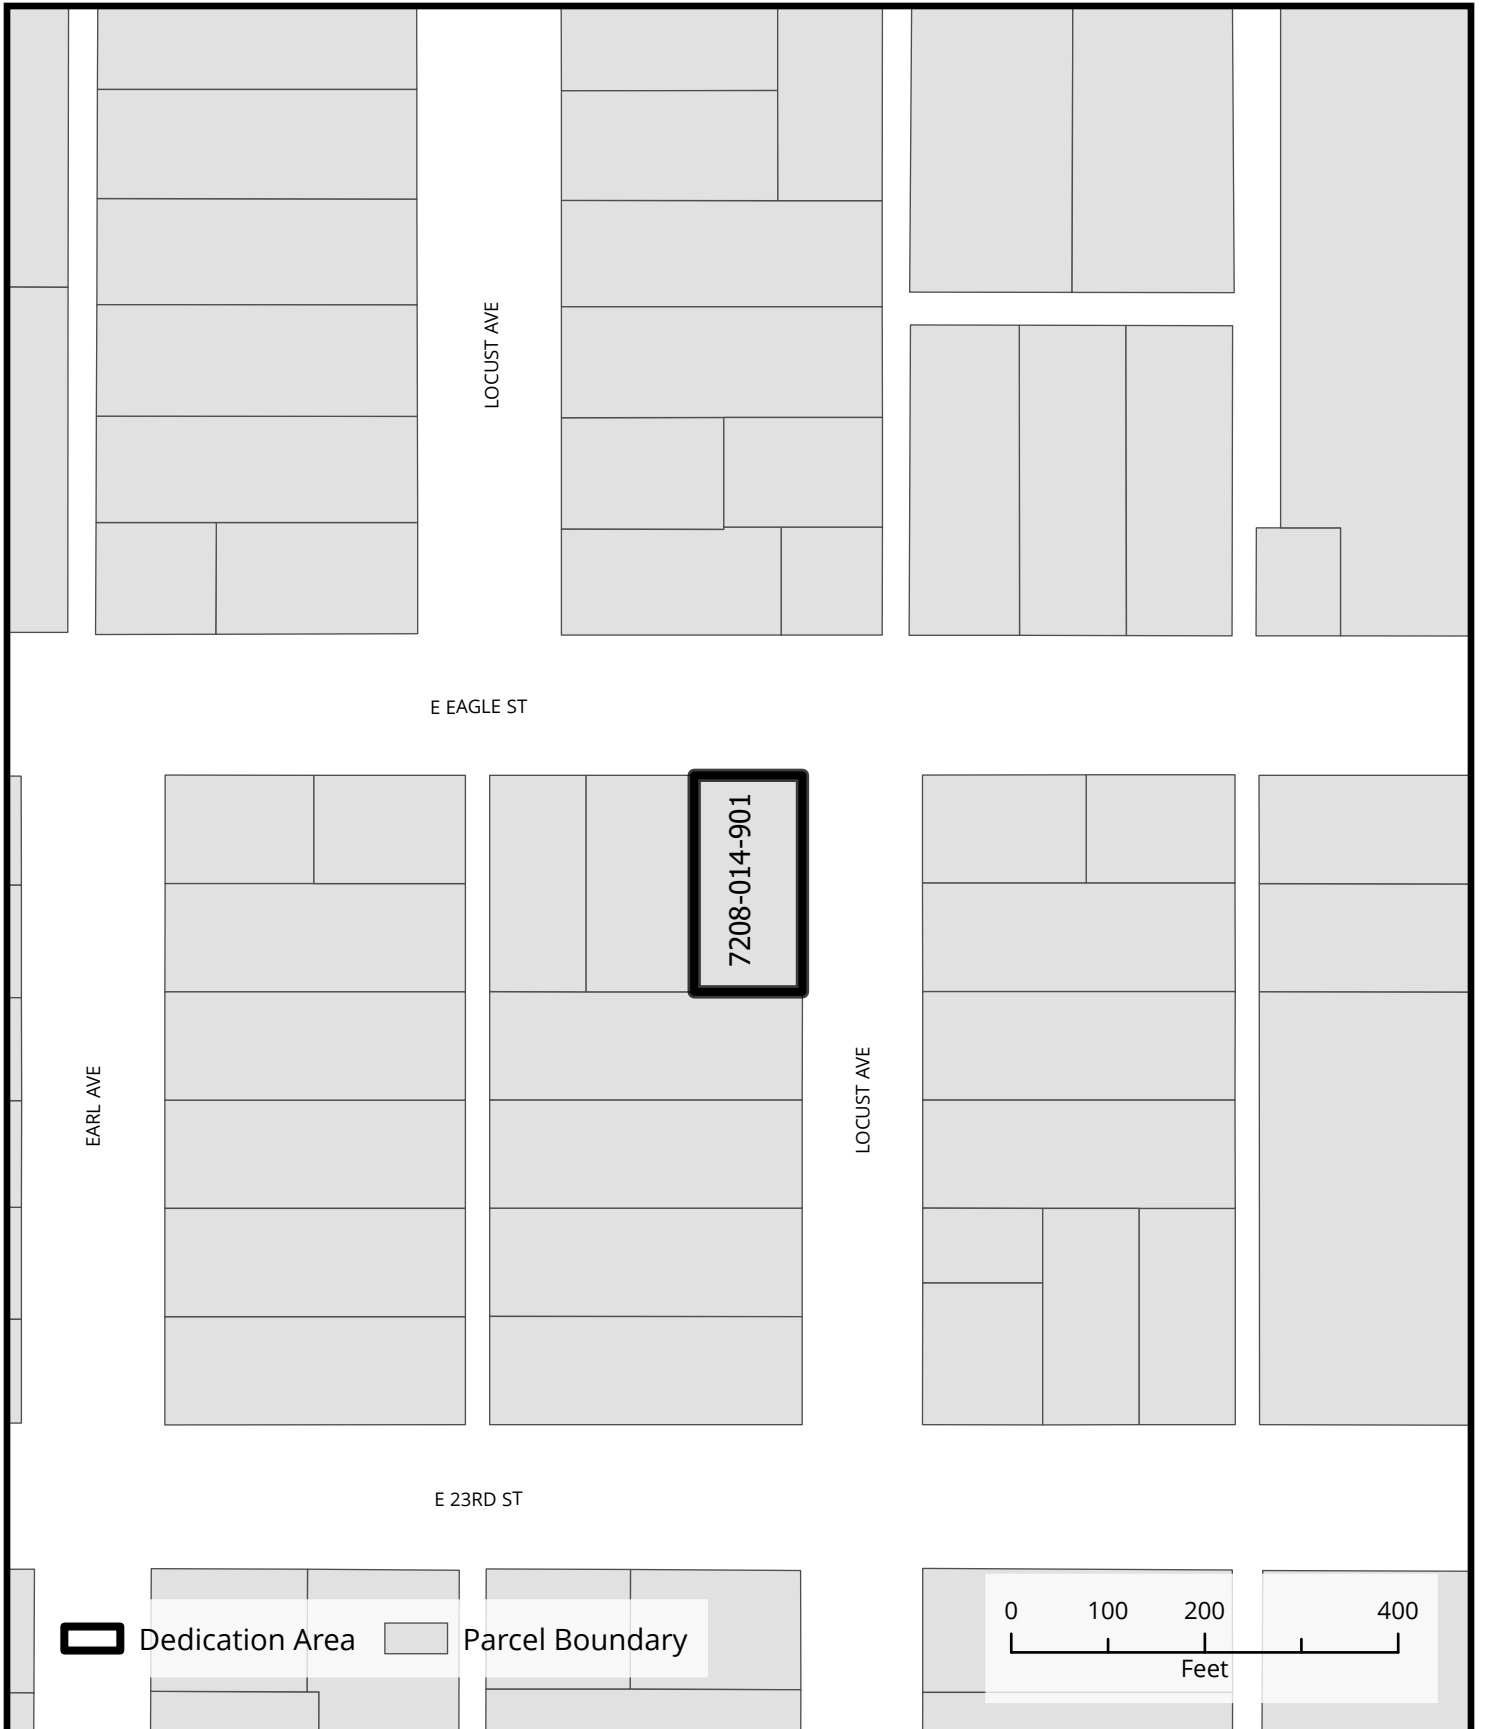 LOCUST AVE
E EAGLE ST
7208-014-901
EARL AVE
LOCUST AVE
E 23RD ST
Dedication Area
Parcel Boundary
0 100 200 400
Feet